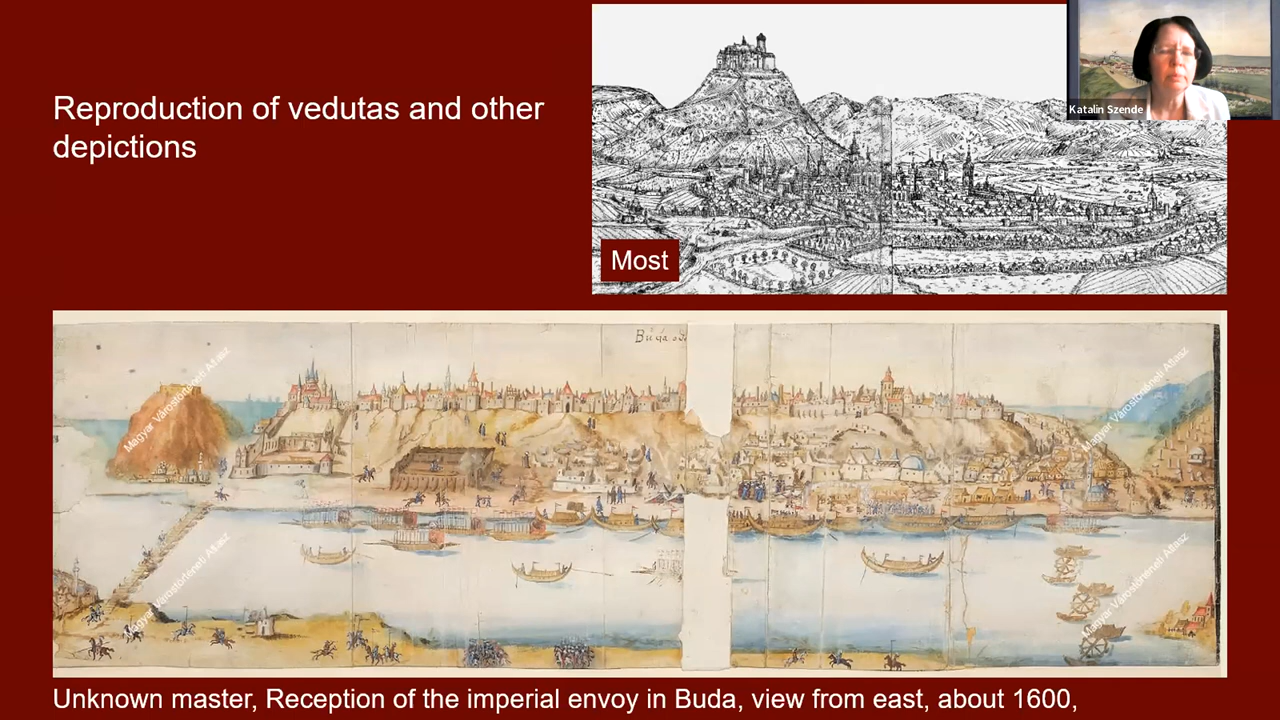 Reproduction of vedutas and other
depictions
Katalin Szende
Most
Magyar Várostörténeti Atlasz
Magyar Várostörténeti Atlasz
Magyar Várostörténeti Atlasz
Magyar Várostörténeti Atlasz
Unknown master, Reception of the imperial envoy in Buda, view from east, about 1600,